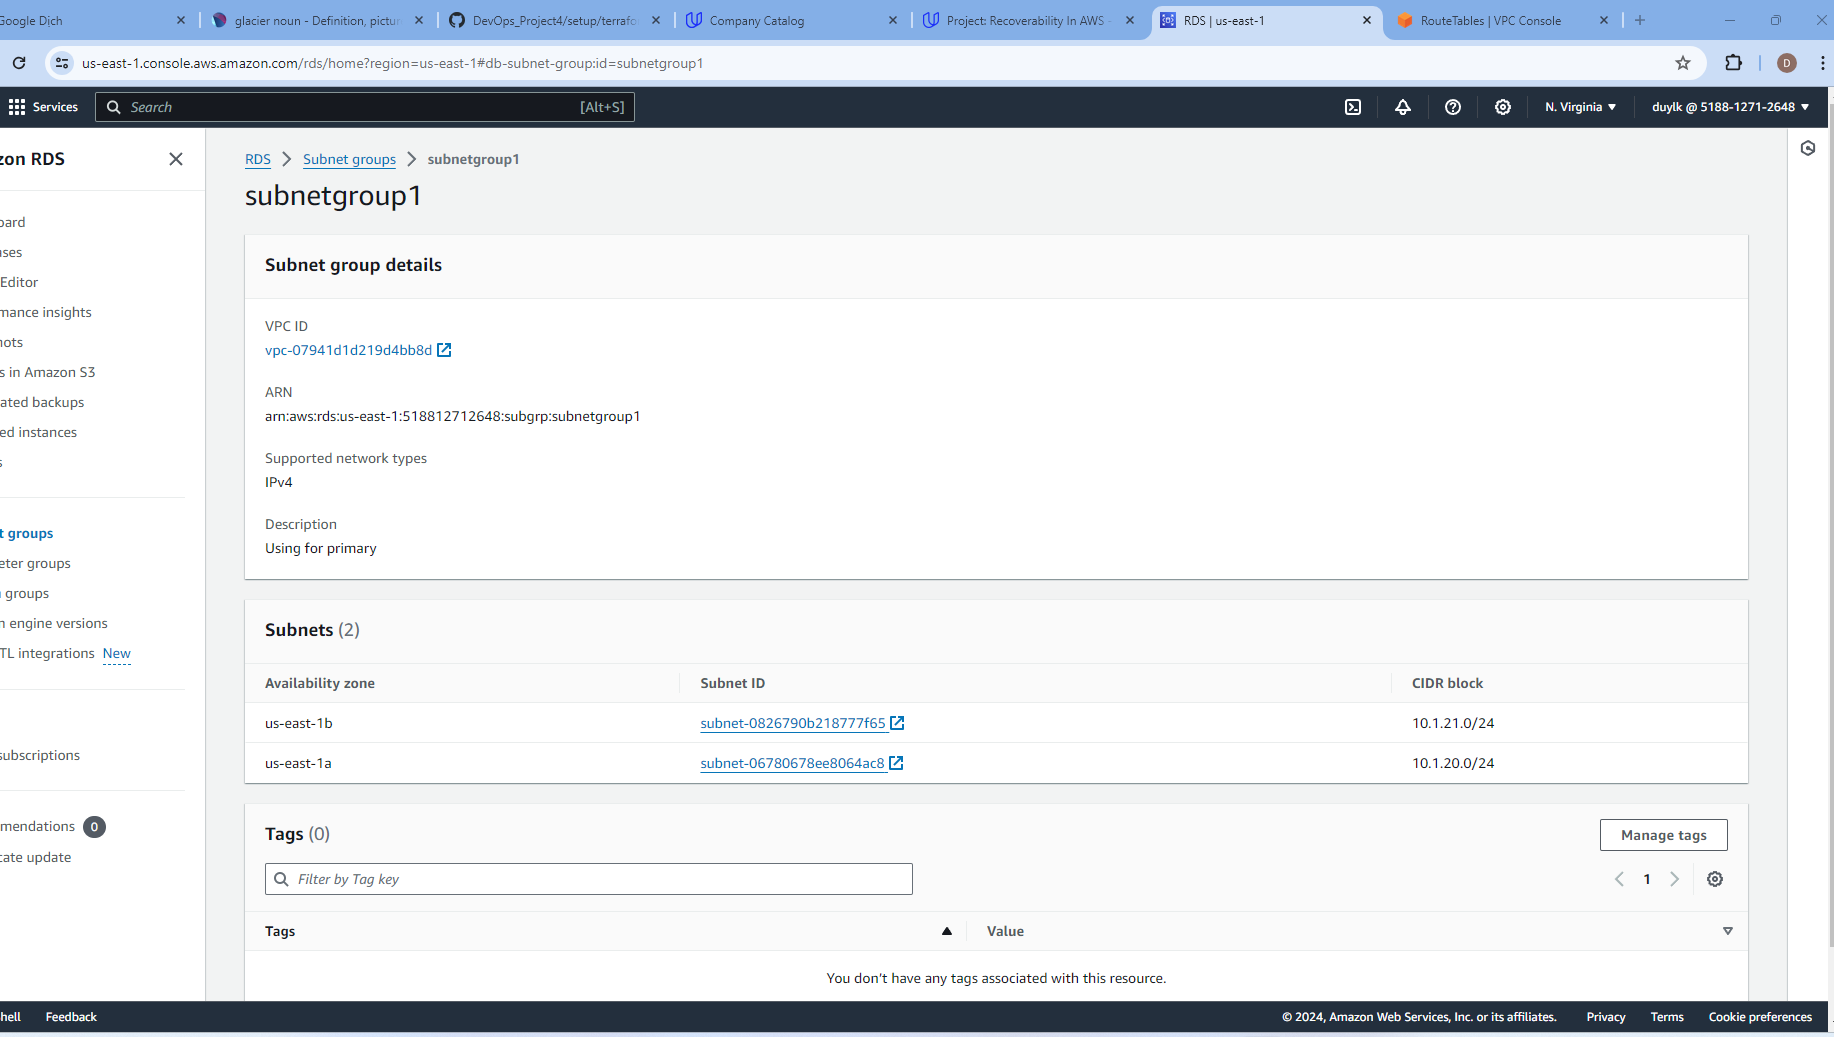 Google Dịch
glacier noun - Definition, pictur
DevOps_Project4/setup/terrafo
Company Catalog
Project: Recoverability In AWS -
RDS | us-east-1
RouteTables | VPC Console
us-east-1.console.aws.amazon.com/rds/home?region=us-east-1#db-subnet-group:id=subnetgroup1
D
Services
Search
[Alt+S]
N. Virginia
duylk @ 5188-1271-2648
zon RDS
oard
ases
Editor
mance insights
hots
s in Amazon S3
ated backups
ed instances
s
t groups
eter groups
groups
n engine versions
TL integrations New
subscriptions
mendations 0
cate update
RDS > Subnet groups > subnetgroup1
subnetgroup1
Subnet group details
VPC ID
vpc-07941d1d219d4bb8d
ARN
arn:aws:rds:us-east-1:518812712648:subgrp:subnetgroup1
Supported network types
IPv4
Description
Using for primary
Subnets (2)
Availability zone Subnet ID CIDR block
us-east-1b subnet-0826790b218777f65 10.1.21.0/24
us-east-1a subnet-06780678ee8064ac8 10.1.20.0/24
Tags (0)
Manage tags
Filter by Tag key
1
Tags Value
You don't have any tags associated with this resource.
hell Feedback
© 2024, Amazon Web Services, Inc. or its affiliates. Privacy Terms Cookie preferences